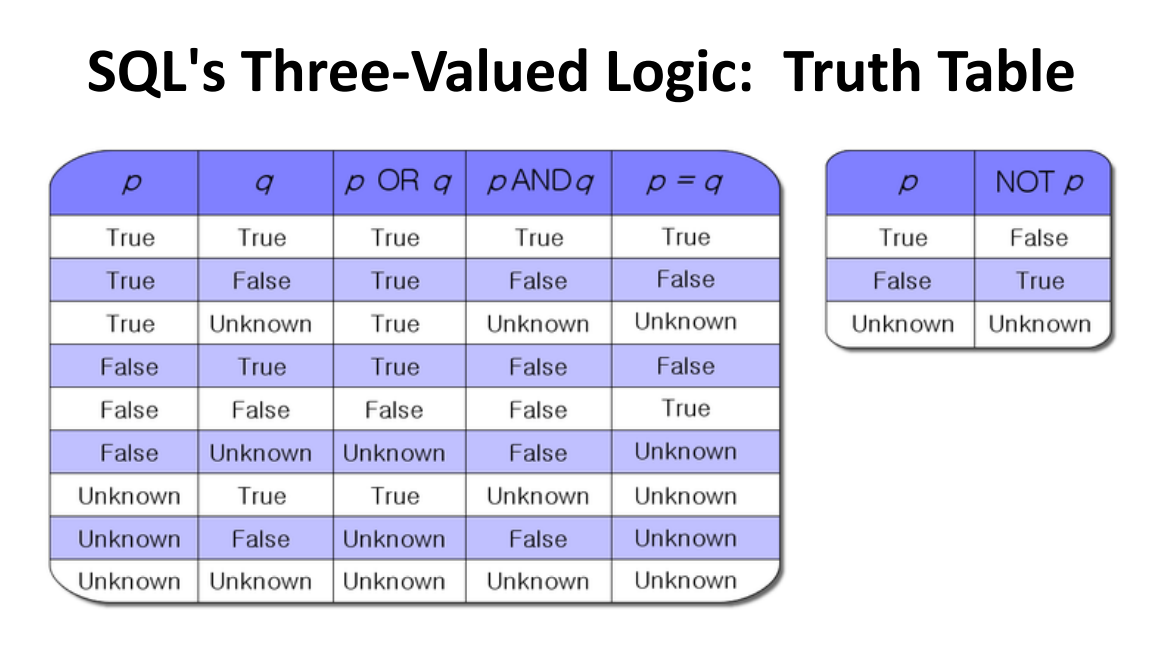 SQL's Three-Valued Logic:  Truth Table
p q p OR q p AND q p = q
True True True True True
True False True False False
True Unknown True Unknown Unknown
False True True False False
False False False False True
False Unknown Unknown False Unknown
Unknown True True Unknown Unknown
Unknown False Unknown False Unknown
Unknown Unknown Unknown Unknown Unknown
p NOT p
True False
False True
Unknown Unknown